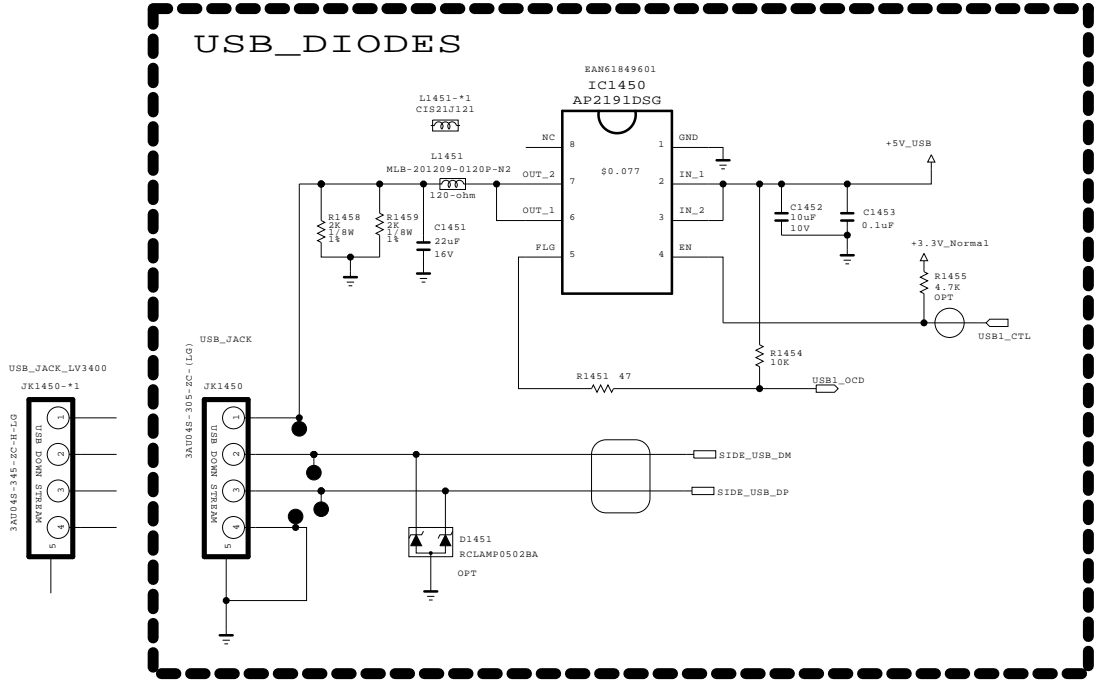 USB_DIODES
EAN61849601
IC1450
AP2191DSG
L1451-*1
CIS21J121
NC
8
1
GND
+5V_USB
L1451
MLB-201209-0120P-N2
120-ohm
OUT_2
7
$0.077
2
IN_1
OUT_1
6
3
IN_2
FLG
5
4
EN
R1458
2K
1/8W
1%
R1459
2K
1/8W
1%
C1451
22uF
16V
C1452
10uF
10V
C1453
0.1uF
+3.3V_Normal
R1455
4.7K
OPT
USB1_CTL
R1454
10K
R1451 47
USB1_OCD
USB_JACK_LV3400
JK1450-*1
3AU04S-345-ZC-H-LG
USB DOWN STREAM
1
2
3
4
5
USB_JACK
JK1450
3AU04S-305-ZC-(LG)
USB DOWN STREAM
1
2
3
4
5
SIDE_USB_DM
SIDE_USB_DP
D1451
RCLAMP0502BA
OPT